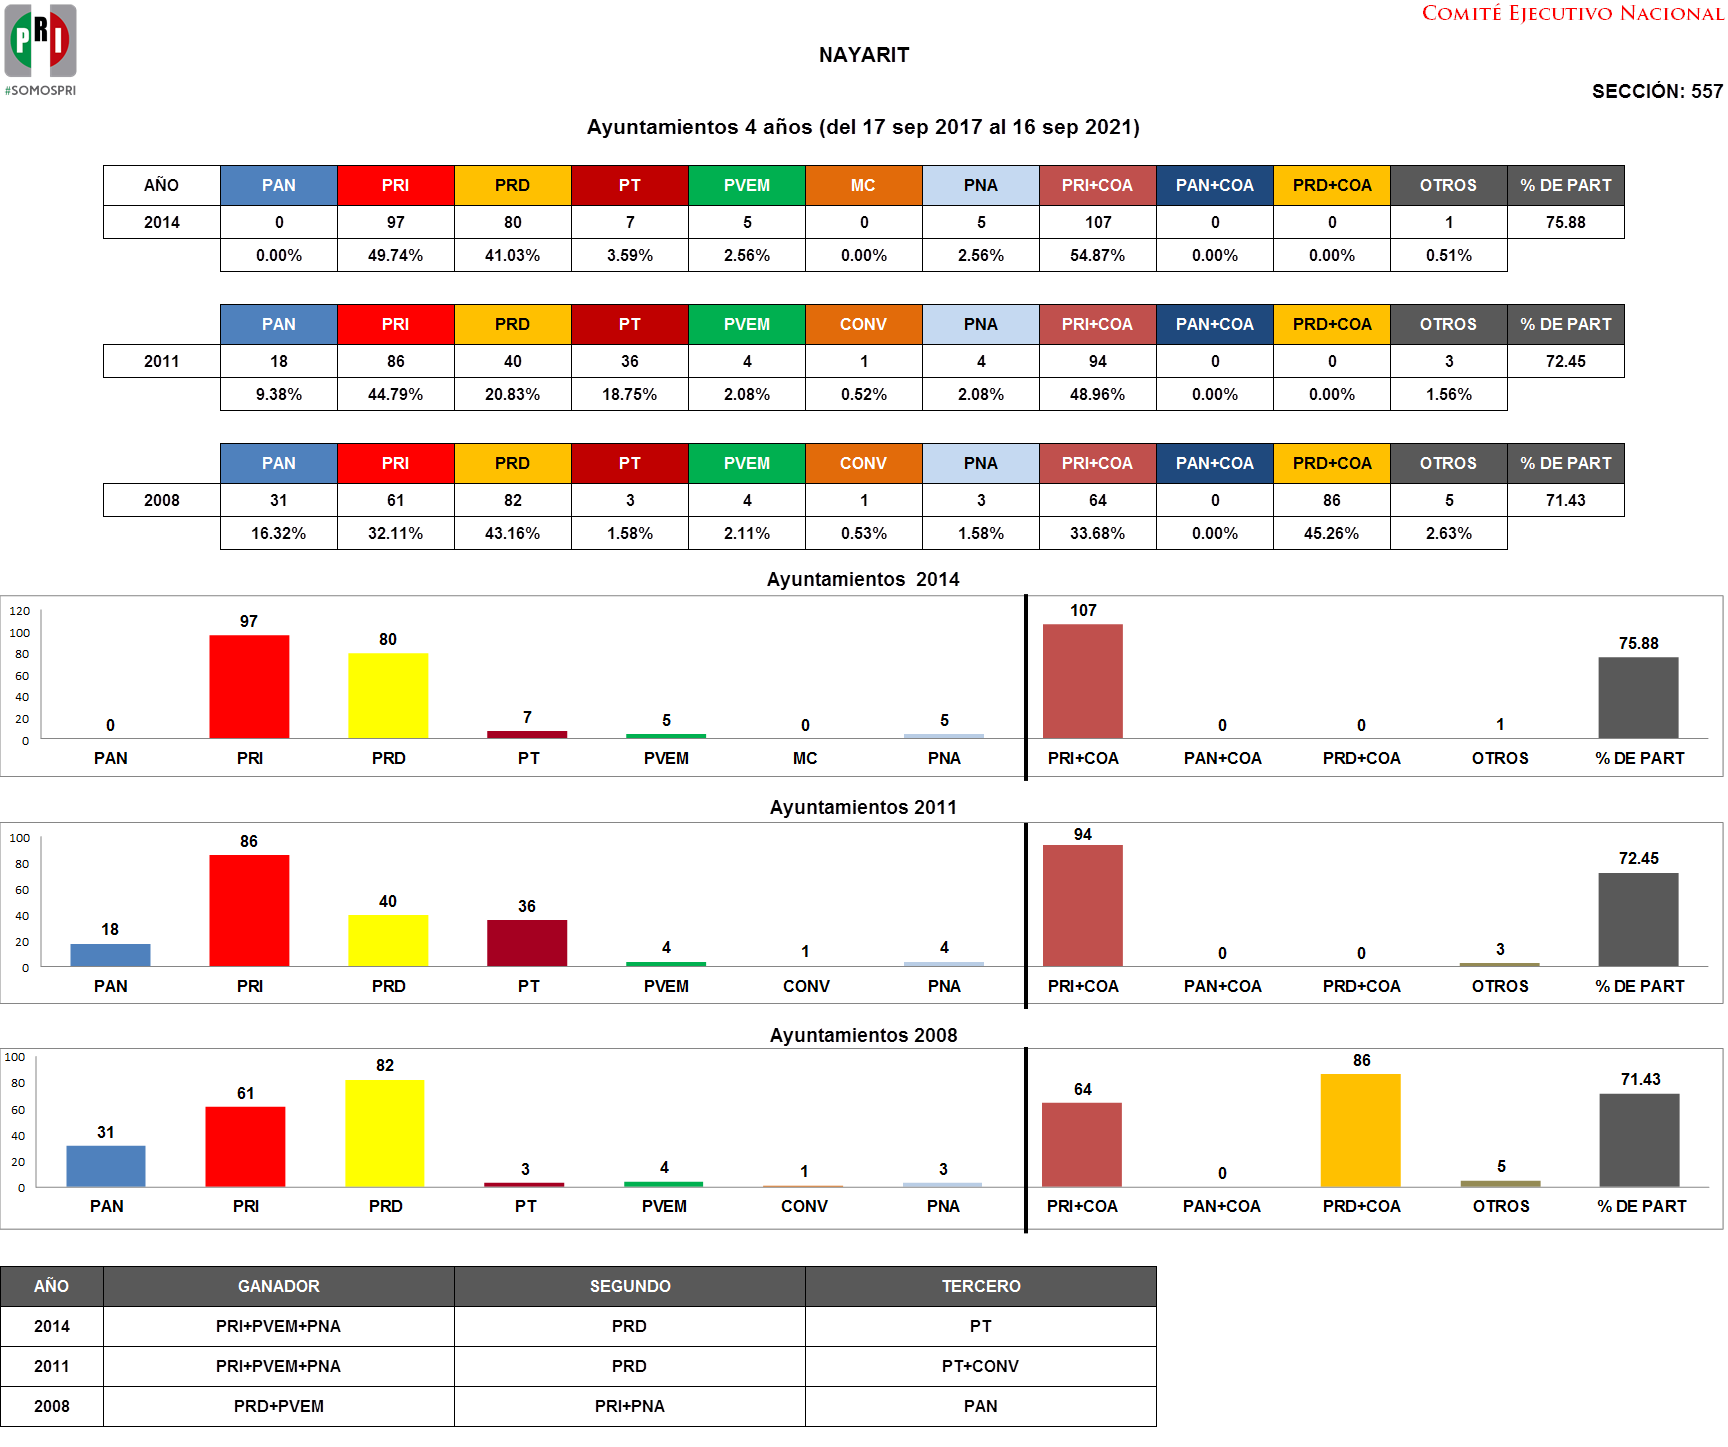 PRI
#SOMOSPRI
COMITÉ EJECUTIVO NACIONAL
NAYARIT
SECCIÓN: 557
Ayuntamientos 4 años (del 17 sep 2017 al 16 sep 2021)
AÑO PAN PRI PRD PT PVEM MC PNA PRI+COA PAN+COA PRD+COA OTROS % DE PART
2014 0 97 80 7 5 0 5 107 0 0 1 75.88
0.00% 49.74% 41.03% 3.59% 2.56% 0.00% 2.56% 54.87% 0.00% 0.00% 0.51%
PAN PRI PRD PT PVEM CONV PNA PRI+COA PAN+COA PRD+COA OTROS % DE PART
2011 18 86 40 36 4 1 4 94 0 0 3 72.45
9.38% 44.79% 20.83% 18.75% 2.08% 0.52% 2.08% 48.96% 0.00% 0.00% 1.56%
PAN PRI PRD PT PVEM CONV PNA PRI+COA PAN+COA PRD+COA OTROS % DE PART
2008 31 61 82 3 4 1 3 64 0 86 5 71.43
16.32% 32.11% 43.16% 1.58% 2.11% 0.53% 1.58% 33.68% 0.00% 45.26% 2.63%
Ayuntamientos 2014
120
100
80
60
40
20
0
0 97 80 7 5 0 5 107 0 0 1 75.88
PAN PRI PRD PT PVEM MC PNA PRI+COA PAN+COA PRD+COA OTROS % DE PART
Ayuntamientos 2011
100
80
60
40
20
0
18 86 40 36 4 1 4 94 0 0 3 72.45
PAN PRI PRD PT PVEM CONV PNA PRI+COA PAN+COA PRD+COA OTROS % DE PART
Ayuntamientos 2008
100
80
60
40
20
0
31 61 82 3 4 1 3 64 0 86 5 71.43
PAN PRI PRD PT PVEM CONV PNA PRI+COA PAN+COA PRD+COA OTROS % DE PART
AÑO GANADOR SEGUNDO TERCERO
2014 PRI+PVEM+PNA PRD PT
2011 PRI+PVEM+PNA PRD PT+CONV
2008 PRD+PVEM PRI+PNA PAN